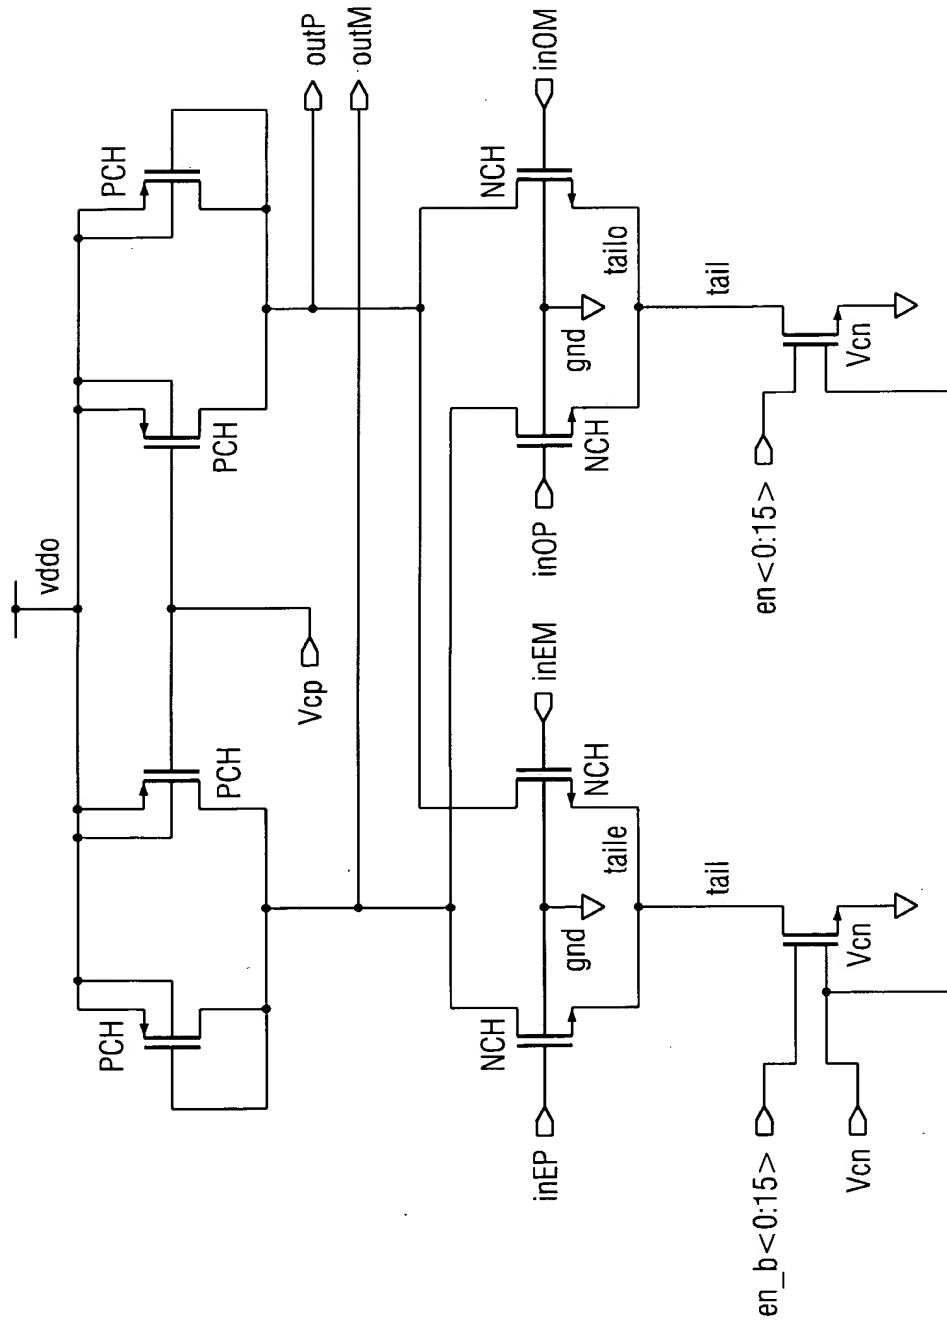 vddo
PCH
PCH
PCH
PCH
Vcp
outP
outM
inEP
NCH
gnd
taile
NCH
inEM
inOP
NCH
gnd
tailo
NCH
inOM
tail
tail
en_b<0:15>
Vcn
Vcn
en<0:15>
Vcn